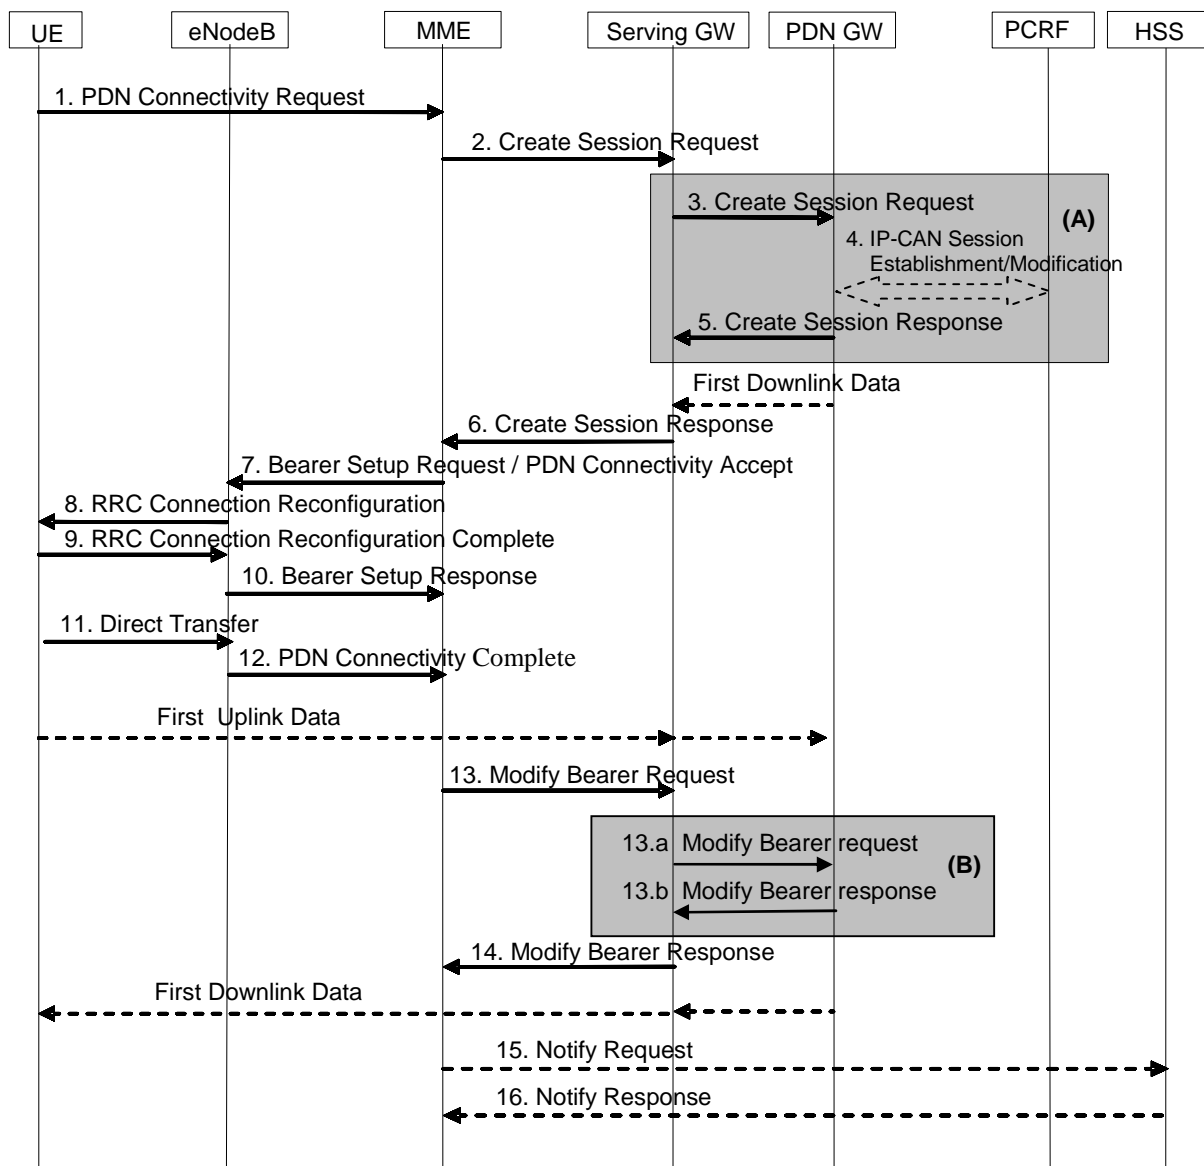 UE
eNodeB
MME
Serving GW
PDN GW
PCRF
HSS
1. PDN Connectivity Request
2. Create Session Request
3. Create Session Request
(A)
4. IP-CAN Session
Establishment/Modification
5. Create Session Response
First Downlink Data
6. Create Session Response
7. Bearer Setup Request / PDN Connectivity Accept
8. RRC Connection Reconfiguration
9. RRC Connection Reconfiguration Complete
10. Bearer Setup Response
11. Direct Transfer
12. PDN Connectivity Complete
First Uplink Data
13. Modify Bearer Request
13.a Modify Bearer request
(B)
13.b Modify Bearer response
14. Modify Bearer Response
First Downlink Data
15. Notify Request
16. Notify Response